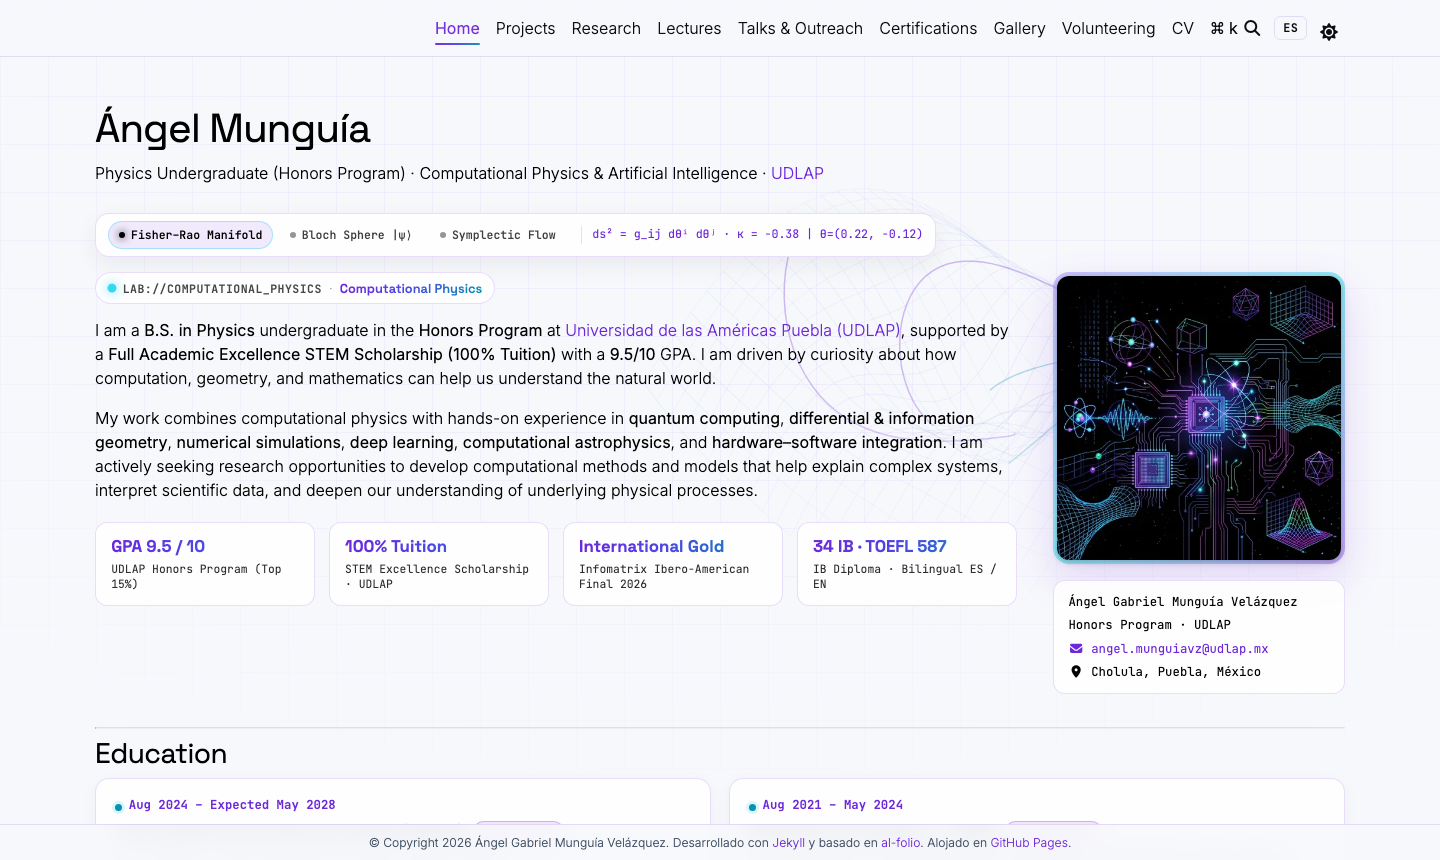 Home Projects Research Lectures Talks & Outreach Certifications Gallery Volunteering CV ⌘ k ES
Ángel Munguía
Physics Undergraduate (Honors Program) · Computational Physics & Artificial Intelligence · UDLAP
Fisher-Rao Manifold Bloch Sphere |ψ⟩ Symplectic Flow ds² = g_ij dθⁱ dθʲ · κ = -0.38 | θ=(0.22, -0.12)
LAB://COMPUTATIONAL_PHYSICS · Computational Physics
I am a B.S. in Physics undergraduate in the Honors Program at Universidad de las Américas Puebla (UDLAP), supported by
a Full Academic Excellence STEM Scholarship (100% Tuition) with a 9.5/10 GPA. I am driven by curiosity about how
computation, geometry, and mathematics can help us understand the natural world.
My work combines computational physics with hands-on experience in quantum computing, differential & information
geometry, numerical simulations, deep learning, computational astrophysics, and hardware–software integration. I am
actively seeking research opportunities to develop computational methods and models that help explain complex systems,
interpret scientific data, and deepen our understanding of underlying physical processes.
GPA 9.5 / 10
UDLAP Honors Program (Top
15%)
100% Tuition
STEM Excellence Scholarship
· UDLAP
International Gold
Infomatrix Ibero-American
Final 2026
34 IB · TOEFL 587
IB Diploma · Bilingual ES /
EN
Ángel Gabriel Munguía Velázquez
Honors Program · UDLAP
angel.munguiavz@udlap.mx
Cholula, Puebla, México
Education
Aug 2024 – Expected May 2028
Aug 2021 – May 2024
© Copyright 2026 Ángel Gabriel Munguía Velázquez. Desarrollado con Jekyll y basado en al-folio. Alojado en GitHub Pages.